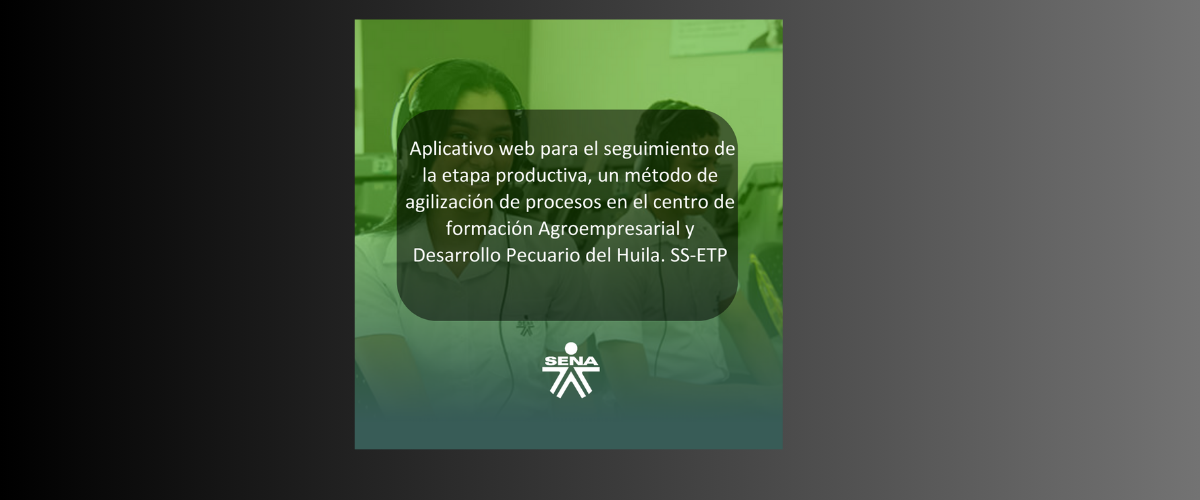 Aplicativo web para el seguimiento de
la etapa productiva, un método de
agilización de procesos en el centro de
formación Agroempresarial y
Desarrollo Pecuario del Huila. SS-ETP
SENA